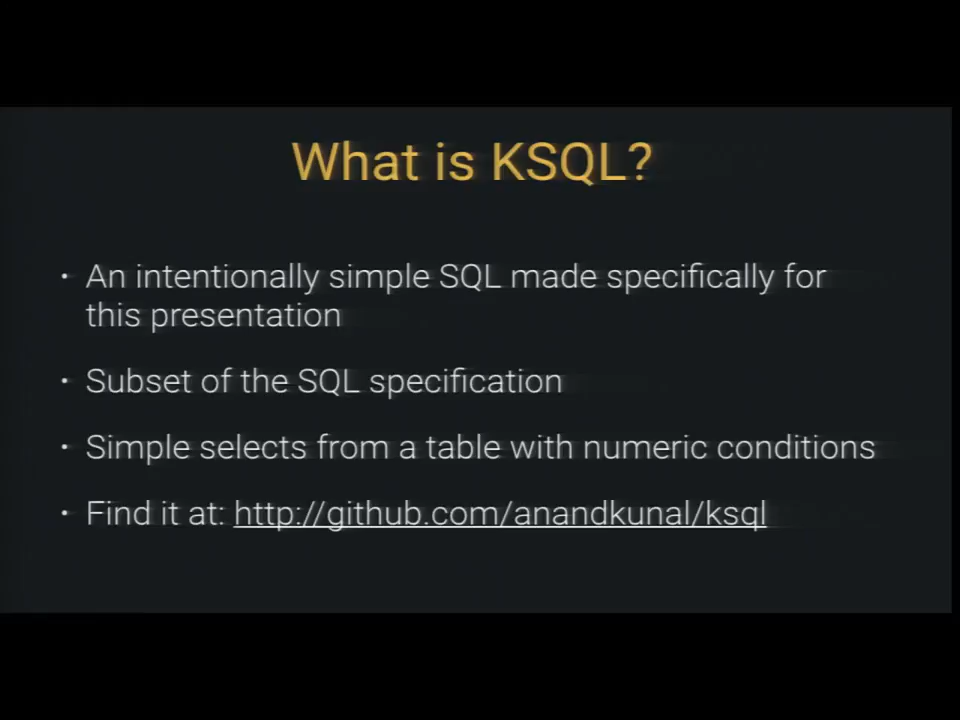 What is KSQL?
• An intentionally simple SQL made specifically for
this presentation
• Subset of the SQL specification
• Simple selects from a table with numeric conditions
• Find it at: http://github.com/anandkunal/ksql